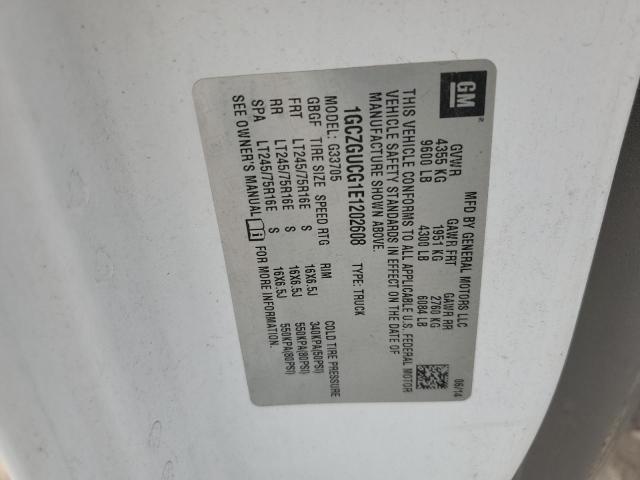 GM
MFD BY GENERAL MOTORS LLC
06/14
GVWR GAWR FRT GAWR RR
4355 KG 1951 KG 2760 KG
9600 LB 4300 LB 6084 LB
THIS VEHICLE CONFORMS TO ALL APPLICABLE U.S. FEDERAL MOTOR
VEHICLE SAFETY STANDARDS IN EFFECT ON THE DATE OF
MANUFACTURE SHOWN ABOVE.
1GCZGUCG1E1202608 TYPE: TRUCK
MODEL: G33705
GBGF TIRE SIZE SPEED RTG RIM COLD TIRE PRESSURE
FRT LT245/75R16E S 16X6.5J 340KPA(50PSI)
RR LT245/75R16E S 16X6.5J 550KPA(80PSI)
SPA LT245/75R16E S 16X6.5J 550KPA(80PSI)
SEE OWNER'S MANUAL FOR MORE INFORMATION.